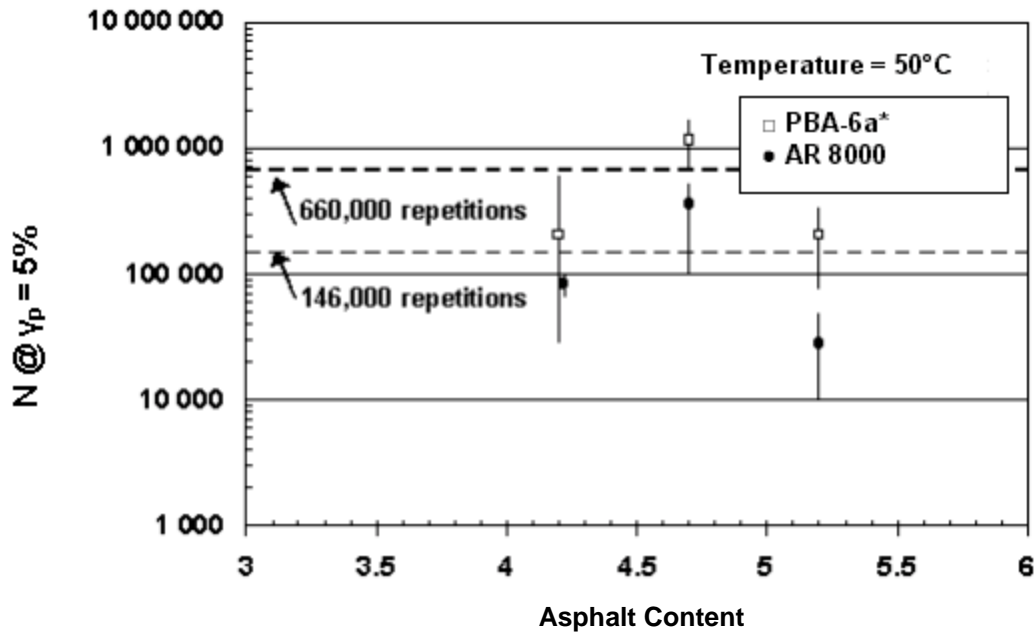 10 000 000
Temperature = 50°C
PBA-6a*
AR 8000
1 000 000
660,000 repetitions
100 000
146,000 repetitions
10 000
1 000
N @ γp = 5%
3 3.5 4 4.5 5 5.5 6
Asphalt Content